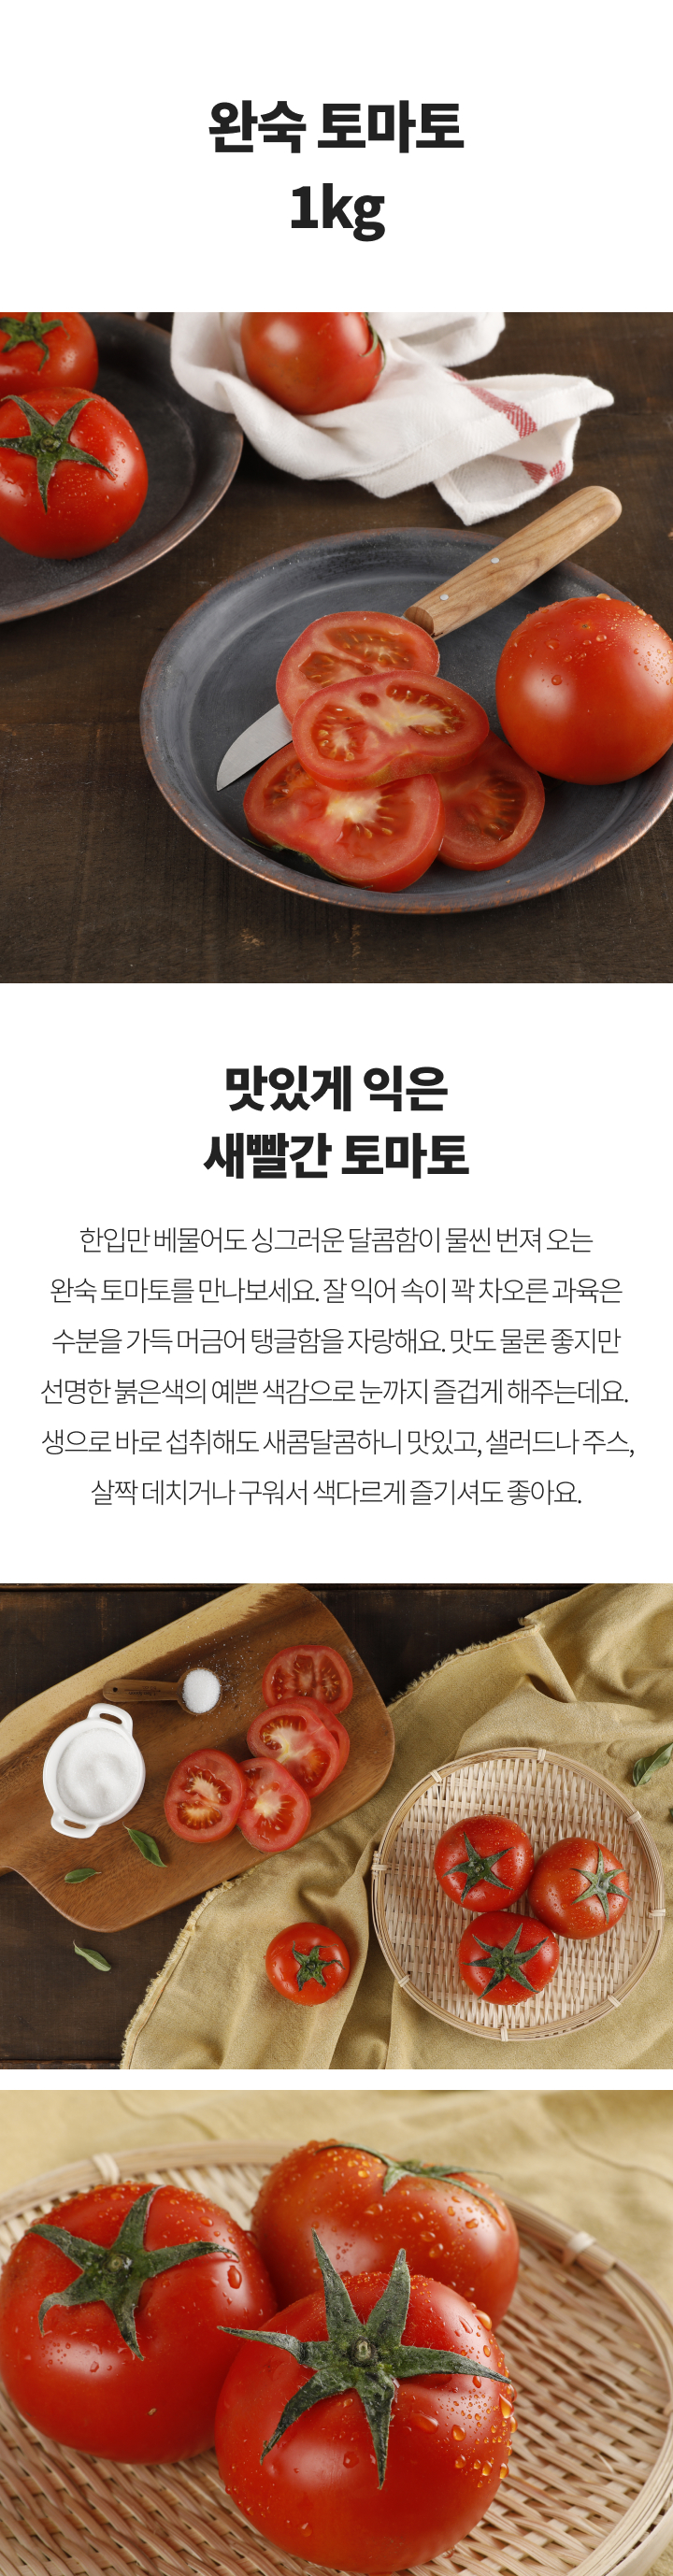 완숙 토마토
1kg
맛있게 익은
새빨간 토마토
한입만 베물어도 싱그러운 달콤함이 물씬 번져 오는
완숙 토마토를 만나보세요. 잘 익어 속이 꽉 차오른 과육은
수분을 가득 머금어 탱글함을 자랑해요. 맛도 물론 좋지만
선명한 붉은색의 예쁜 색감으로 눈까지 즐겁게 해주는데요.
생으로 바로 섭취해도 새콤달콤하니 맛있고, 샐러드나 주스,
살짝 데치거나 구워서 색다르게 즐기셔도 좋아요.